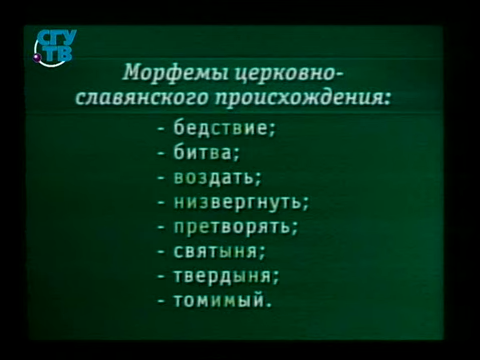 СГУ
ТВ
Морфемы церковно-
славянского происхождения:
- бедствие;
- битва;
- воздать;
- низвергнуть;
- претворять;
- святыня;
- твердыня;
- томимый.